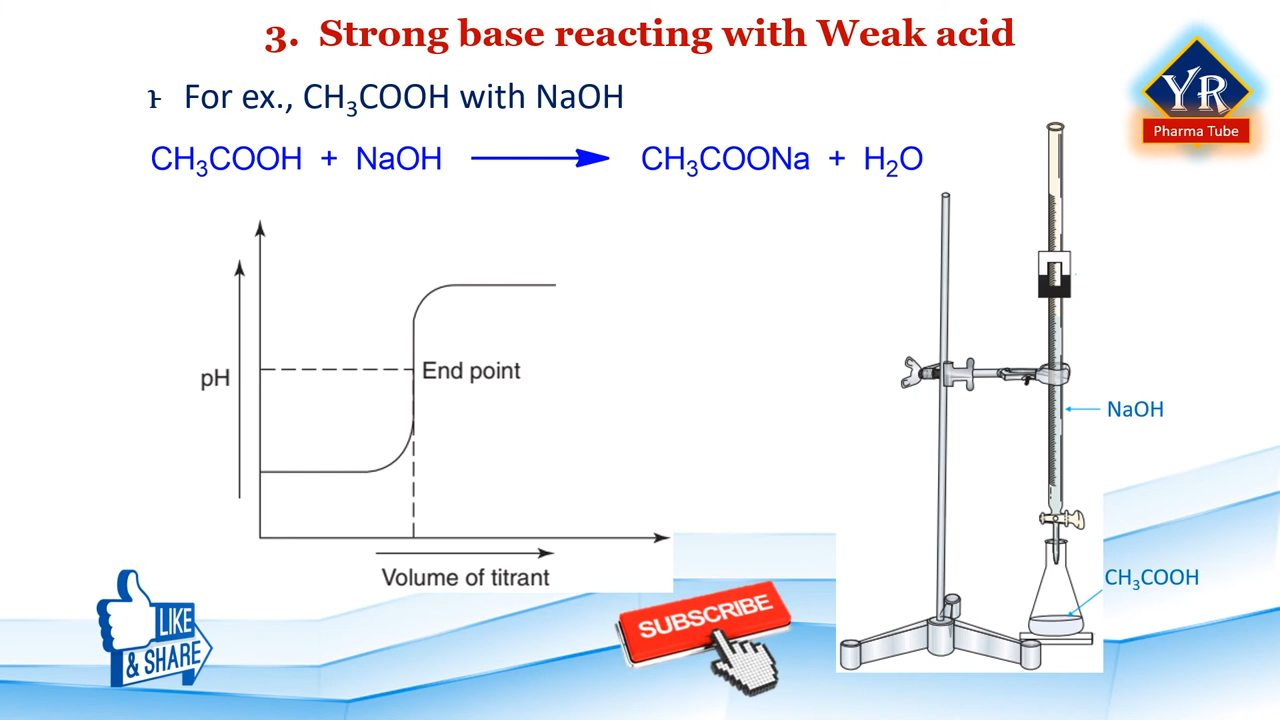 3. Strong base reacting with Weak acid
YR
Pharma Tube
For ex., CH₃COOH with NaOH
CH₃COOH + NaOH ⟶ CH₃COONa + H₂O
pH
End point
Volume of titrant
NaOH
CH₃COOH
LIKE
& SHARE
SUBSCRIBE